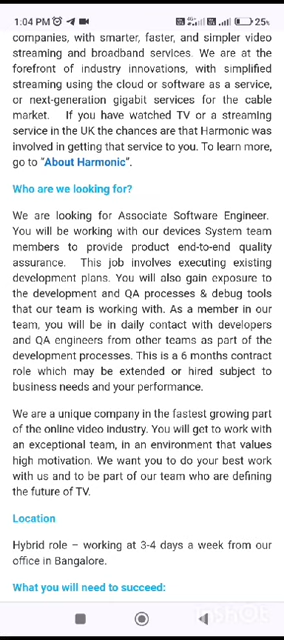 1:04 PM
25%
companies, with smarter, faster, and simpler video
streaming and broadband services. We are at the
forefront of industry innovations, with simplified
streaming using the cloud or software as a service,
or next-generation gigabit services for the cable
market. If you have watched TV or a streaming
service in the UK the chances are that Harmonic was
involved in getting that service to you. To learn more,
go to "About Harmonic".
Who are we looking for?
We are looking for Associate Software Engineer.
You will be working with our devices System team
members to provide product end-to-end quality
assurance. This job involves executing existing
development plans. You will also gain exposure to
the development and QA processes & debug tools
that our team is working with. As a member in our
team, you will be in daily contact with developers
and QA engineers from other teams as part of the
development processes. This is a 6 months contract
role which may be extended or hired subject to
business needs and your performance.
We are a unique company in the fastest growing part
of the online video industry. You will get to work with
an exceptional team, in an environment that values
high motivation. We want you to do your best work
with us and to be part of our team who are defining
the future of TV.
Location
Hybrid role – working at 3-4 days a week from our
office in Bangalore.
What you will need to succeed: